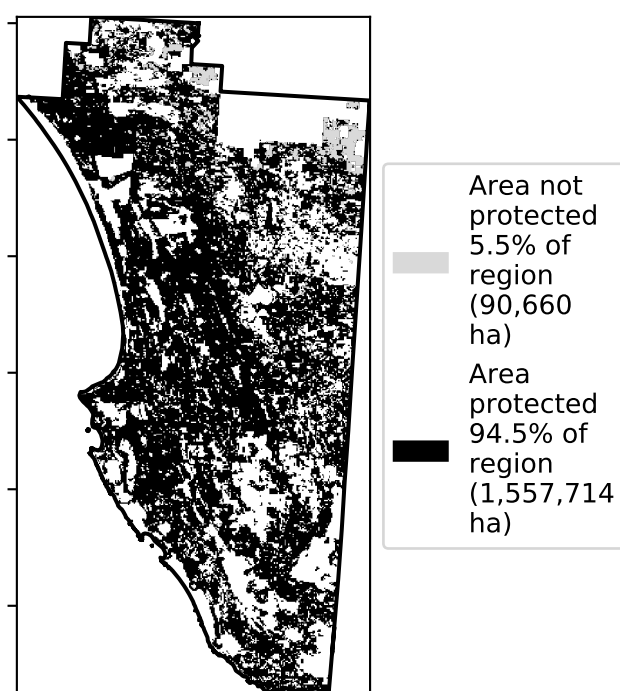 Area not
protected
5.5% of
region
(90,660
ha)
Area
protected
94.5% of
region
(1,557,714
ha)